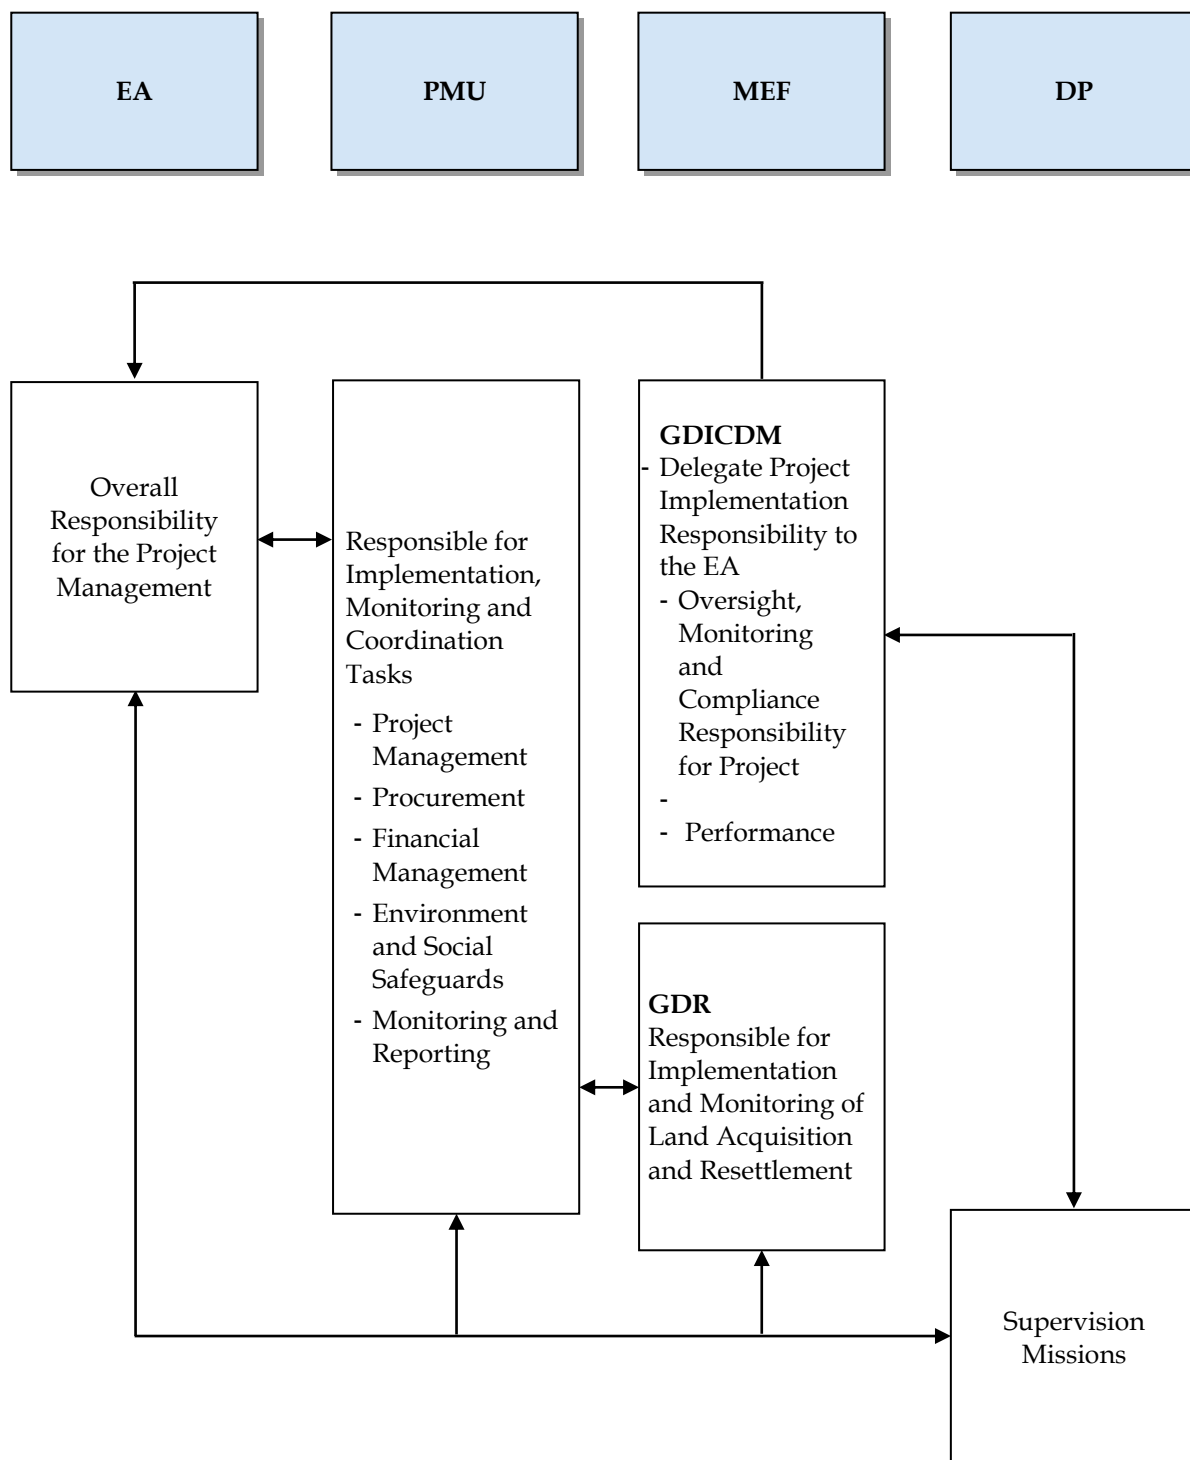 EA
PMU
MEF
DP
Overall
Responsibility
for the Project
Management
Responsible for
Implementation,
Monitoring and
Coordination
Tasks
- Project
Management
- Procurement
- Financial
Management
- Environment
and Social
Safeguards
- Monitoring and
Reporting
GDICDM
- Delegate Project
Implementation
Responsibility to
the EA
- Oversight,
Monitoring
and
Compliance
Responsibility
for Project
-
- Performance
GDR
Responsible for
Implementation
and Monitoring of
Land Acquisition
and Resettlement
Supervision
Missions